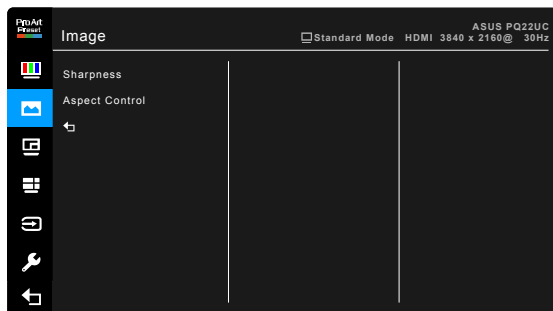 ProArt
Preset
Image
ASUS PQ22UC
Standard Mode HDMI 3840 x 2160@ 30Hz
Sharpness
Aspect Control